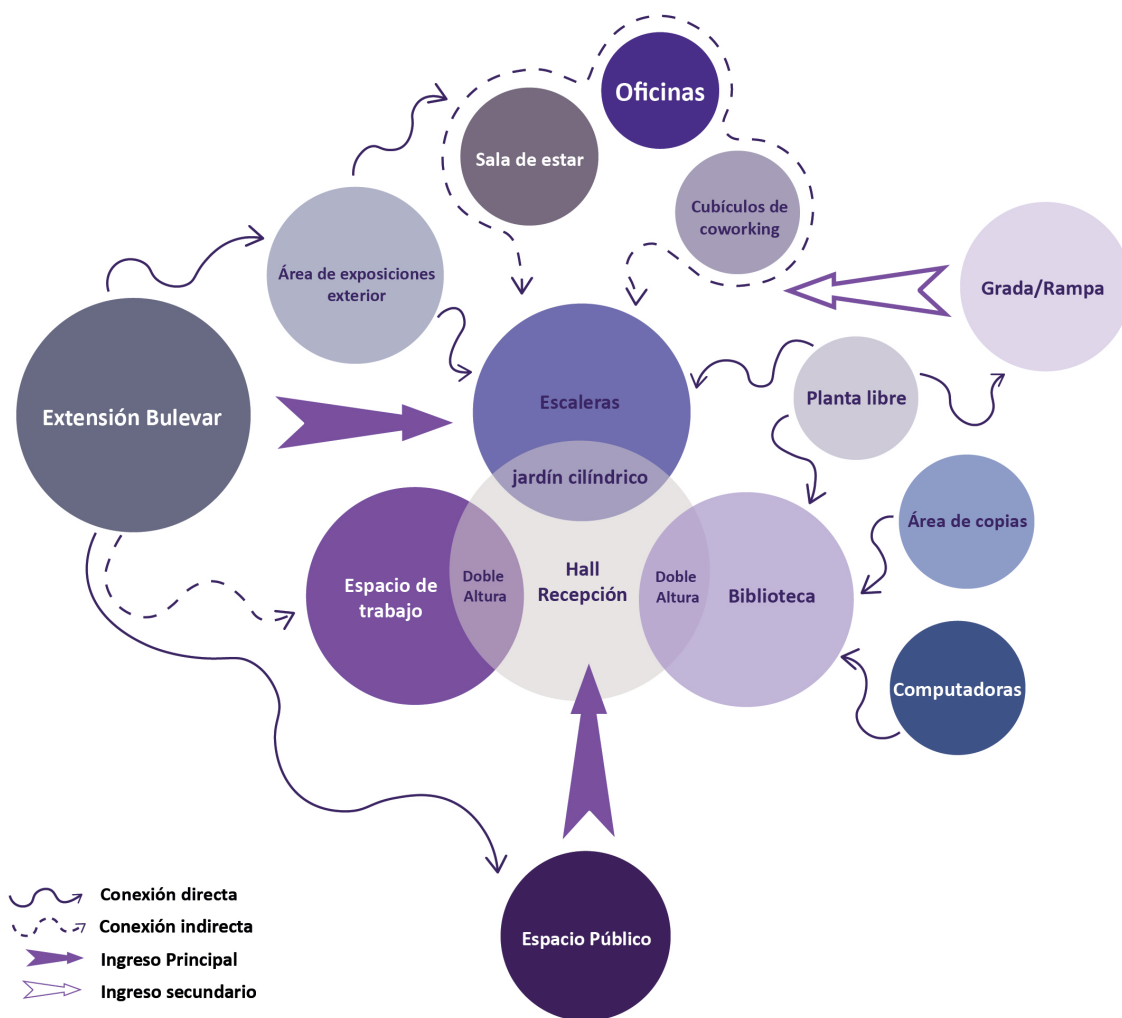 Oficinas
Sala de estar
Cubículos de
coworking
Área de exposiciones
exterior
Grada/Rampa
Extensión Bulevar
Escaleras
Planta libre
jardín cilíndrico
Área de copias
Espacio de
trabajo
Doble
Altura
Hall
Recepción
Doble
Altura
Biblioteca
Computadoras
Espacio Público
Conexión directa
Conexión indirecta
Ingreso Principal
Ingreso secundario